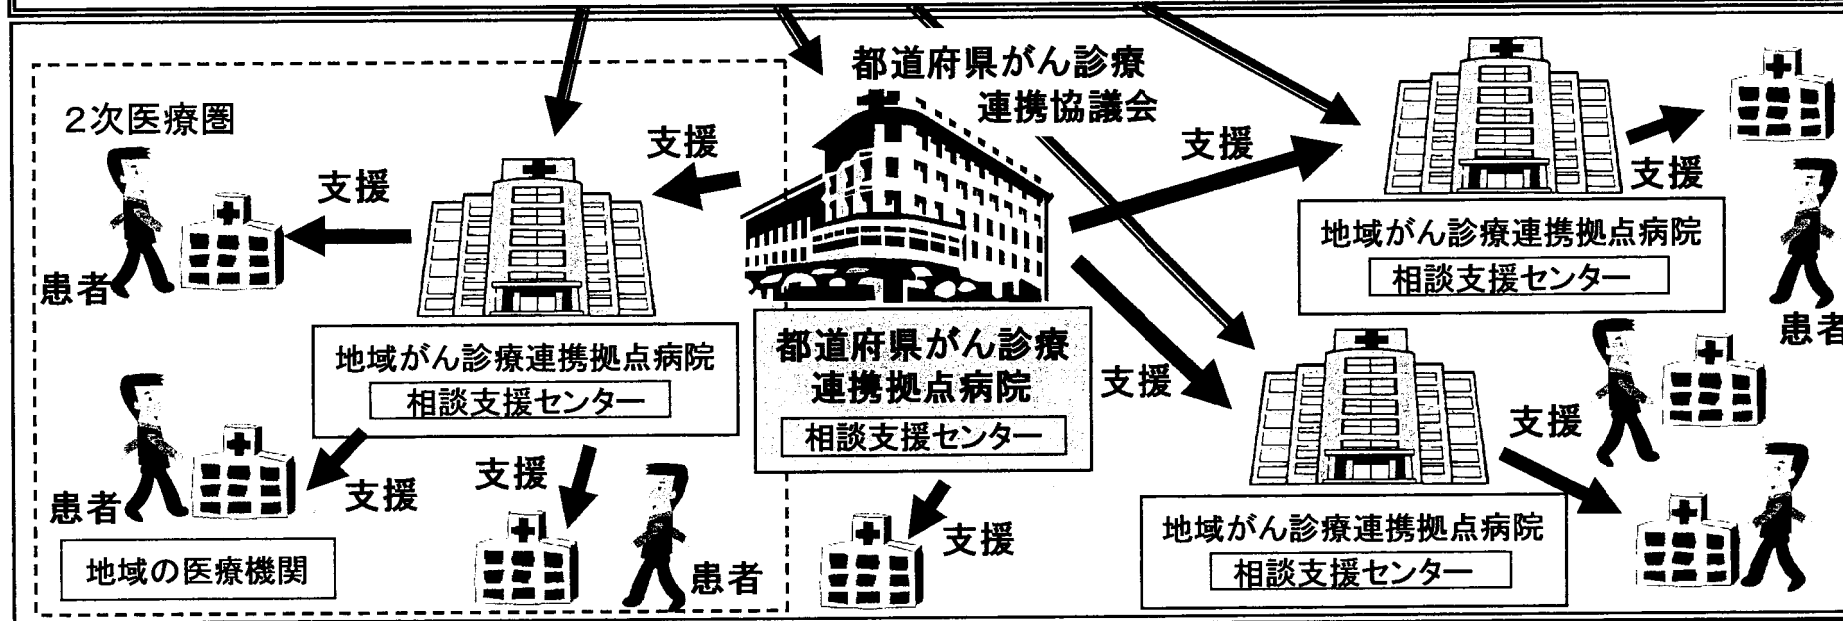 都道府県がん診療
連携協議会
2次医療圏
支援
支援
支援
支援
患者
地域がん診療連携拠点病院
相談支援センター
患者
地域がん診療連携拠点病院
相談支援センター
都道府県がん診療
連携拠点病院
相談支援センター
支援
支援
支援
支援
患者
支援
地域の医療機関
患者
地域がん診療連携拠点病院
相談支援センター